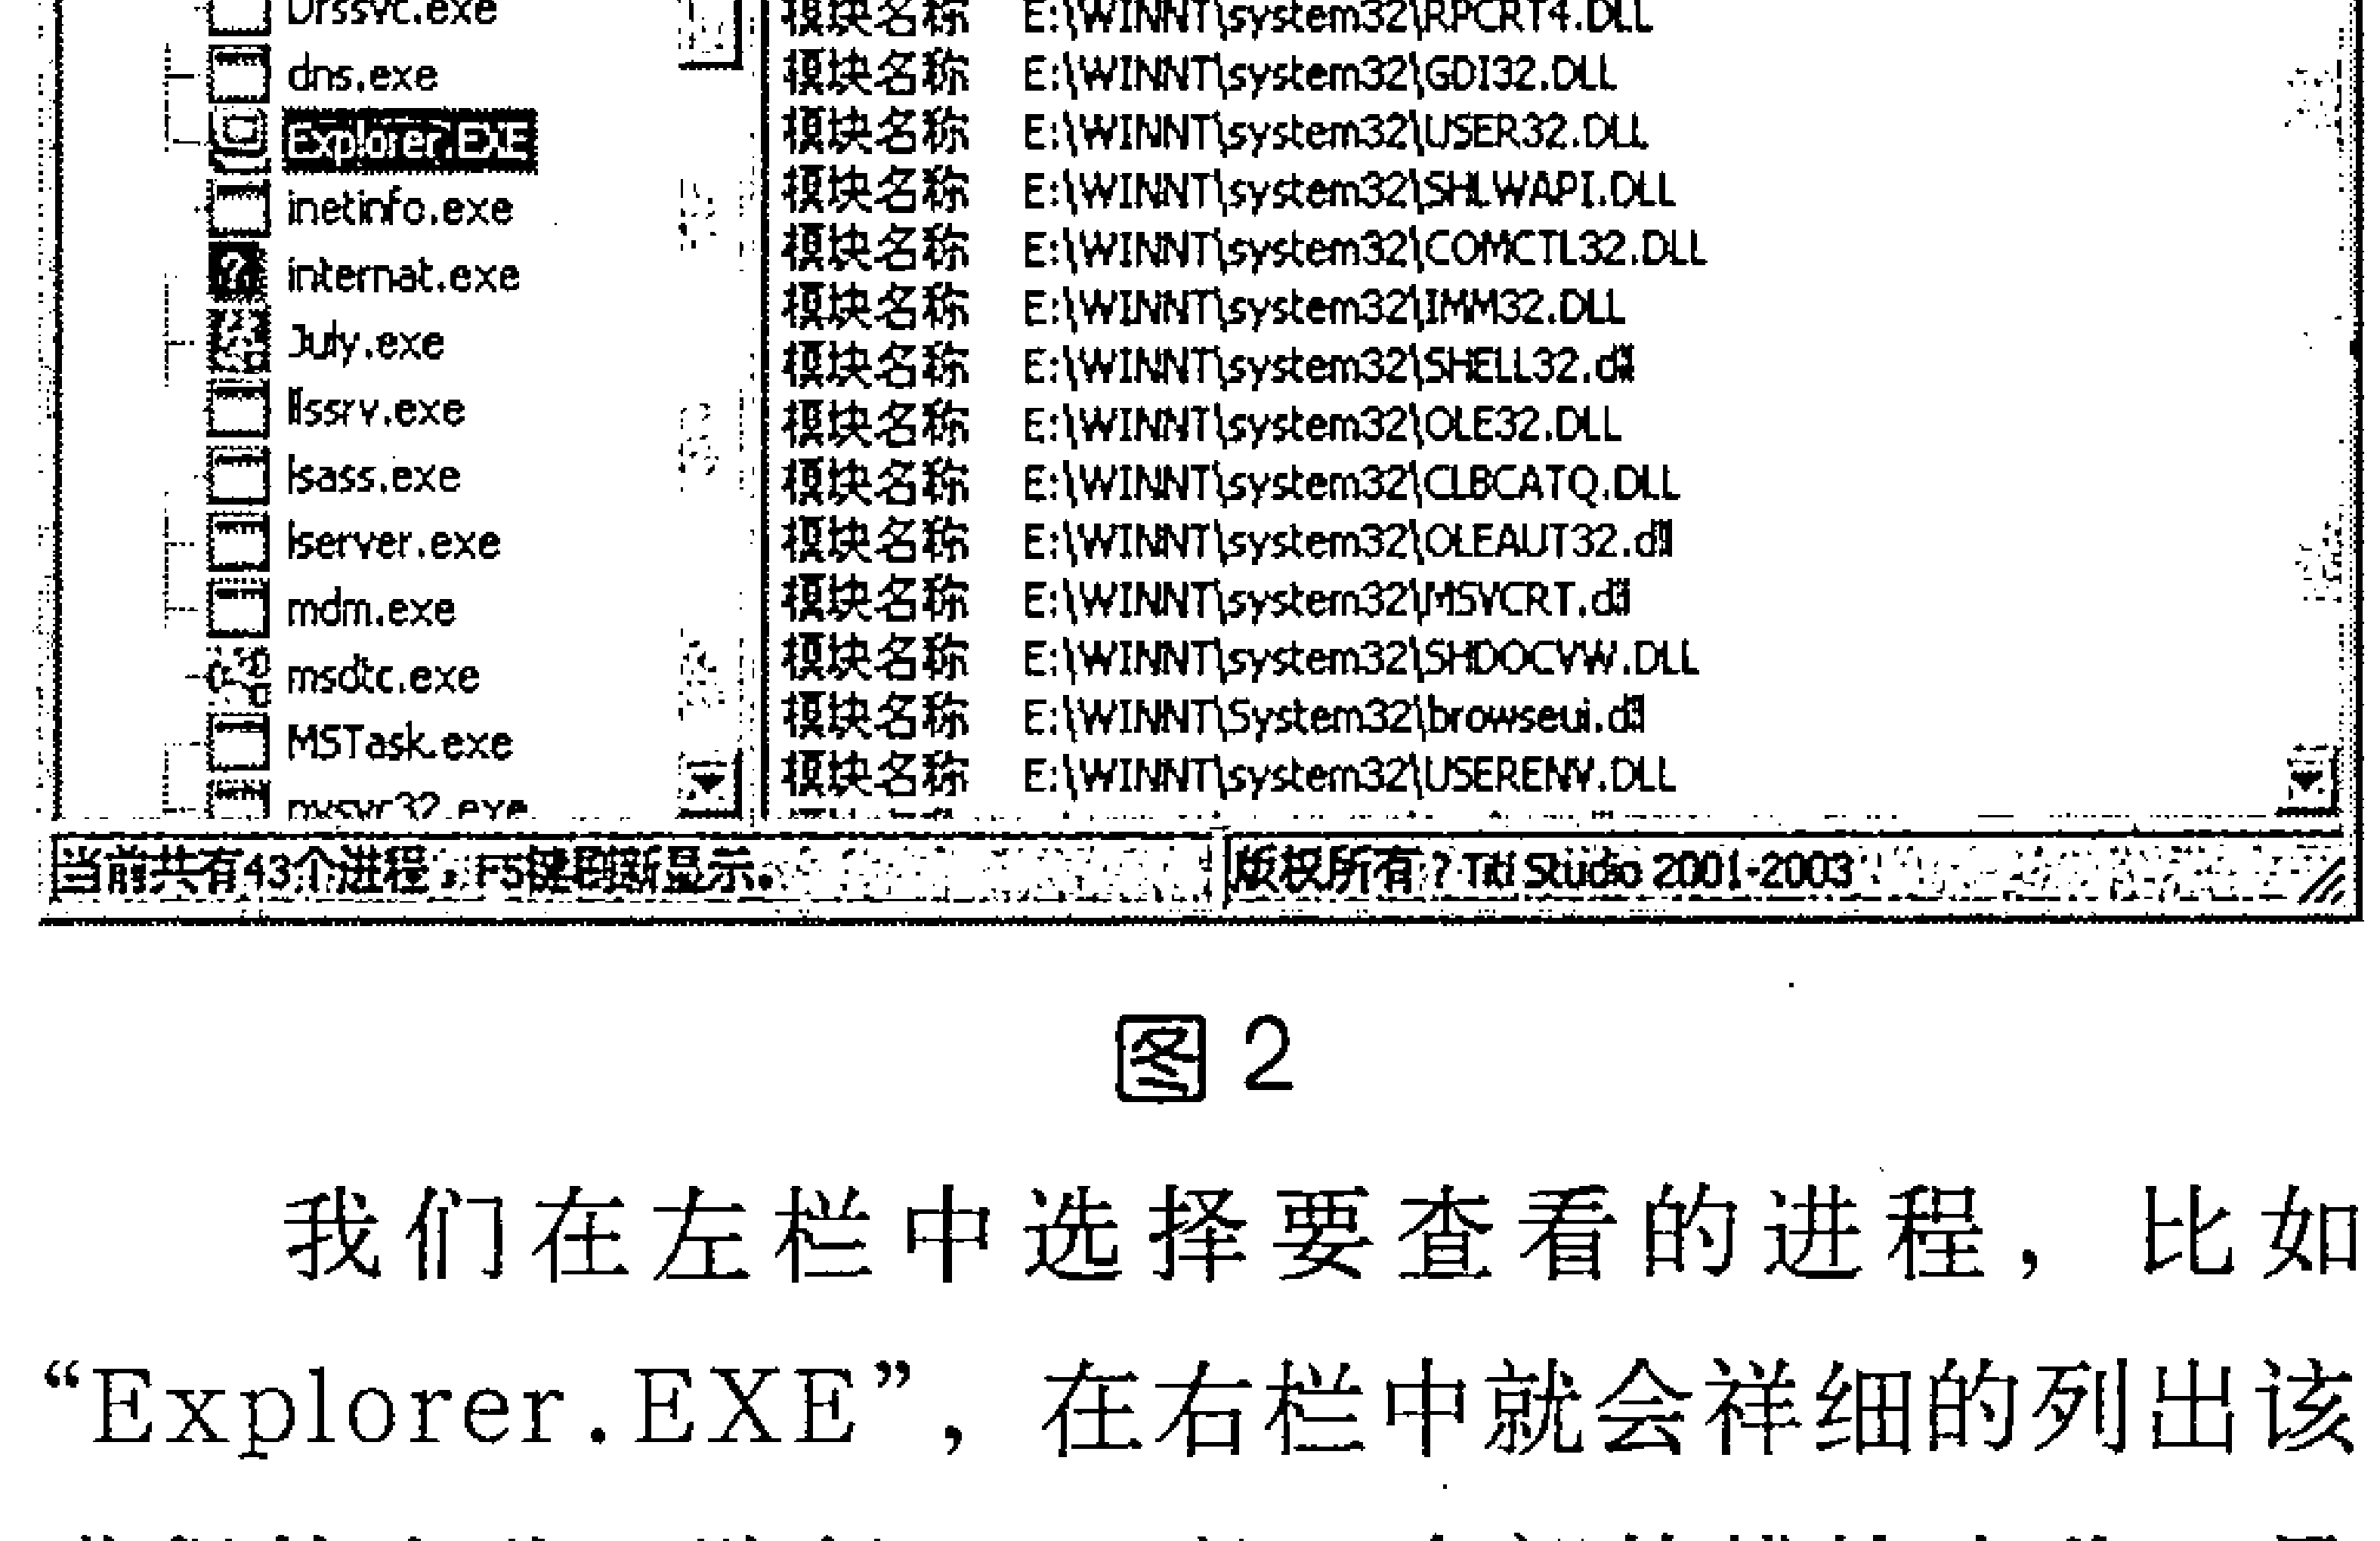 Drssvc.exe
dns.exe
Explorer.EXE
inetinfo.exe
internat.exe
July.exe
llssrv.exe
lsass.exe
lserver.exe
mdm.exe
msdtc.exe
MSTask.exe
模块名称 E:\WINNT\system32\RPCRT4.DLL
模块名称 E:\WINNT\system32\GDI32.DLL
模块名称 E:\WINNT\system32\USER32.DLL
模块名称 E:\WINNT\system32\SHLWAPI.DLL
模块名称 E:\WINNT\system32\COMCTL32.DLL
模块名称 E:\WINNT\system32\IMM32.DLL
模块名称 E:\WINNT\system32\SHELL32.dll
模块名称 E:\WINNT\system32\OLE32.DLL
模块名称 E:\WINNT\system32\CLBCATQ.DLL
模块名称 E:\WINNT\system32\OLEAUT32.dll
模块名称 E:\WINNT\system32\MSVCRT.dll
模块名称 E:\WINNT\system32\SHDOCVW.DLL
模块名称 E:\WINNT\System32\browseui.dll
模块名称 E:\WINNT\system32\USERENV.DLL
当前共有43个进程，F5键刷新显示。
版权所有 ? Studio 2001-2003
图 2
我们在左栏中选择要查看的进程，比如
“Explorer.EXE”，在右栏中就会祥细的列出该